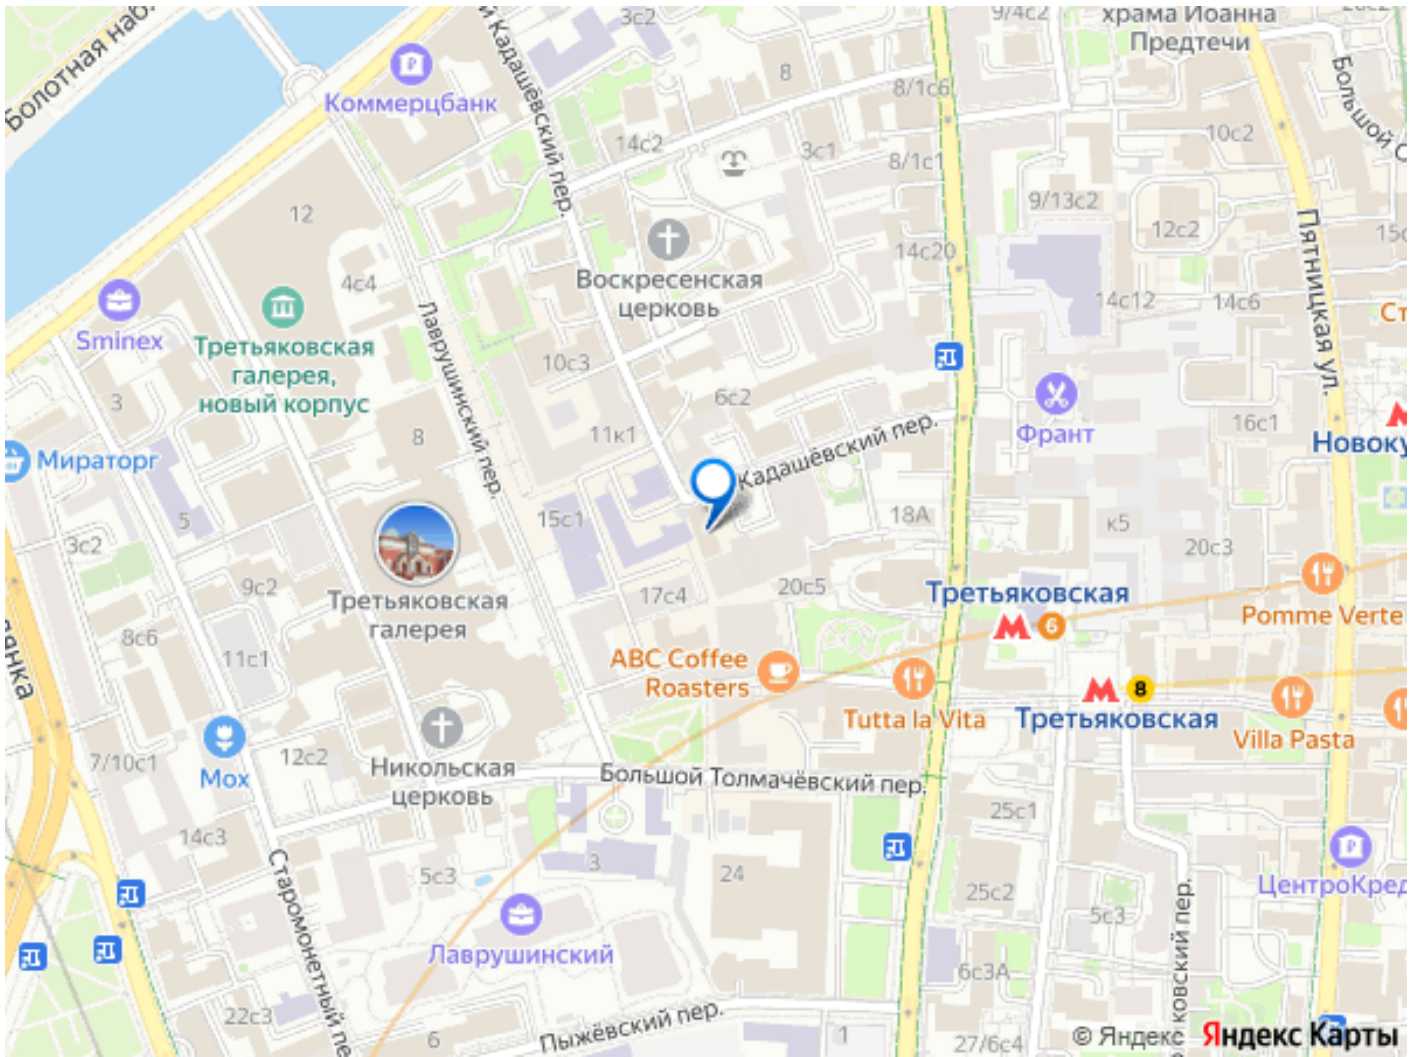 Болотная наб.
Коммерцбанк
й Кадашёвский пер.
3с2
8
14с2
3с1
8/1с6
8/1с1
9/4с2
храма Иоанна
Предтечи
Большой
10с2
9/13с2
12с2
14с20
14с12
14с6
Пятницкая ул.
12
4с4
Sminex
Третьяковская
галерея,
новый корпус
Лаврушинский пер.
Воскресенская
церковь
10с3
6с2
11к1
Кадашёвский пер.
Франт
16с1
Новоку
3
8
Мираторг
5
3с2
15с1
18А
к5
20с3
9с2
8с6
11с1
Третьяковская
галерея
17с4
20с5
Третьяковская
6
Pomme Verte
ABC Coffee
Roasters
Tutta la Vita
8
Третьяковская
Villa Pasta
янка
7/10с1
Мох
12с2
Никольская
церковь
Большой Толмачёвский пер.
14с3
5с3
3
24
25с1
25с2
ЦентроКред
5с3
Старомонетный пе
Лаврушинский
6с3А
ковский пер.
22с3
6
Пыжёвский пер.
1
27/6с4
© Яндекс Яндекс Карты